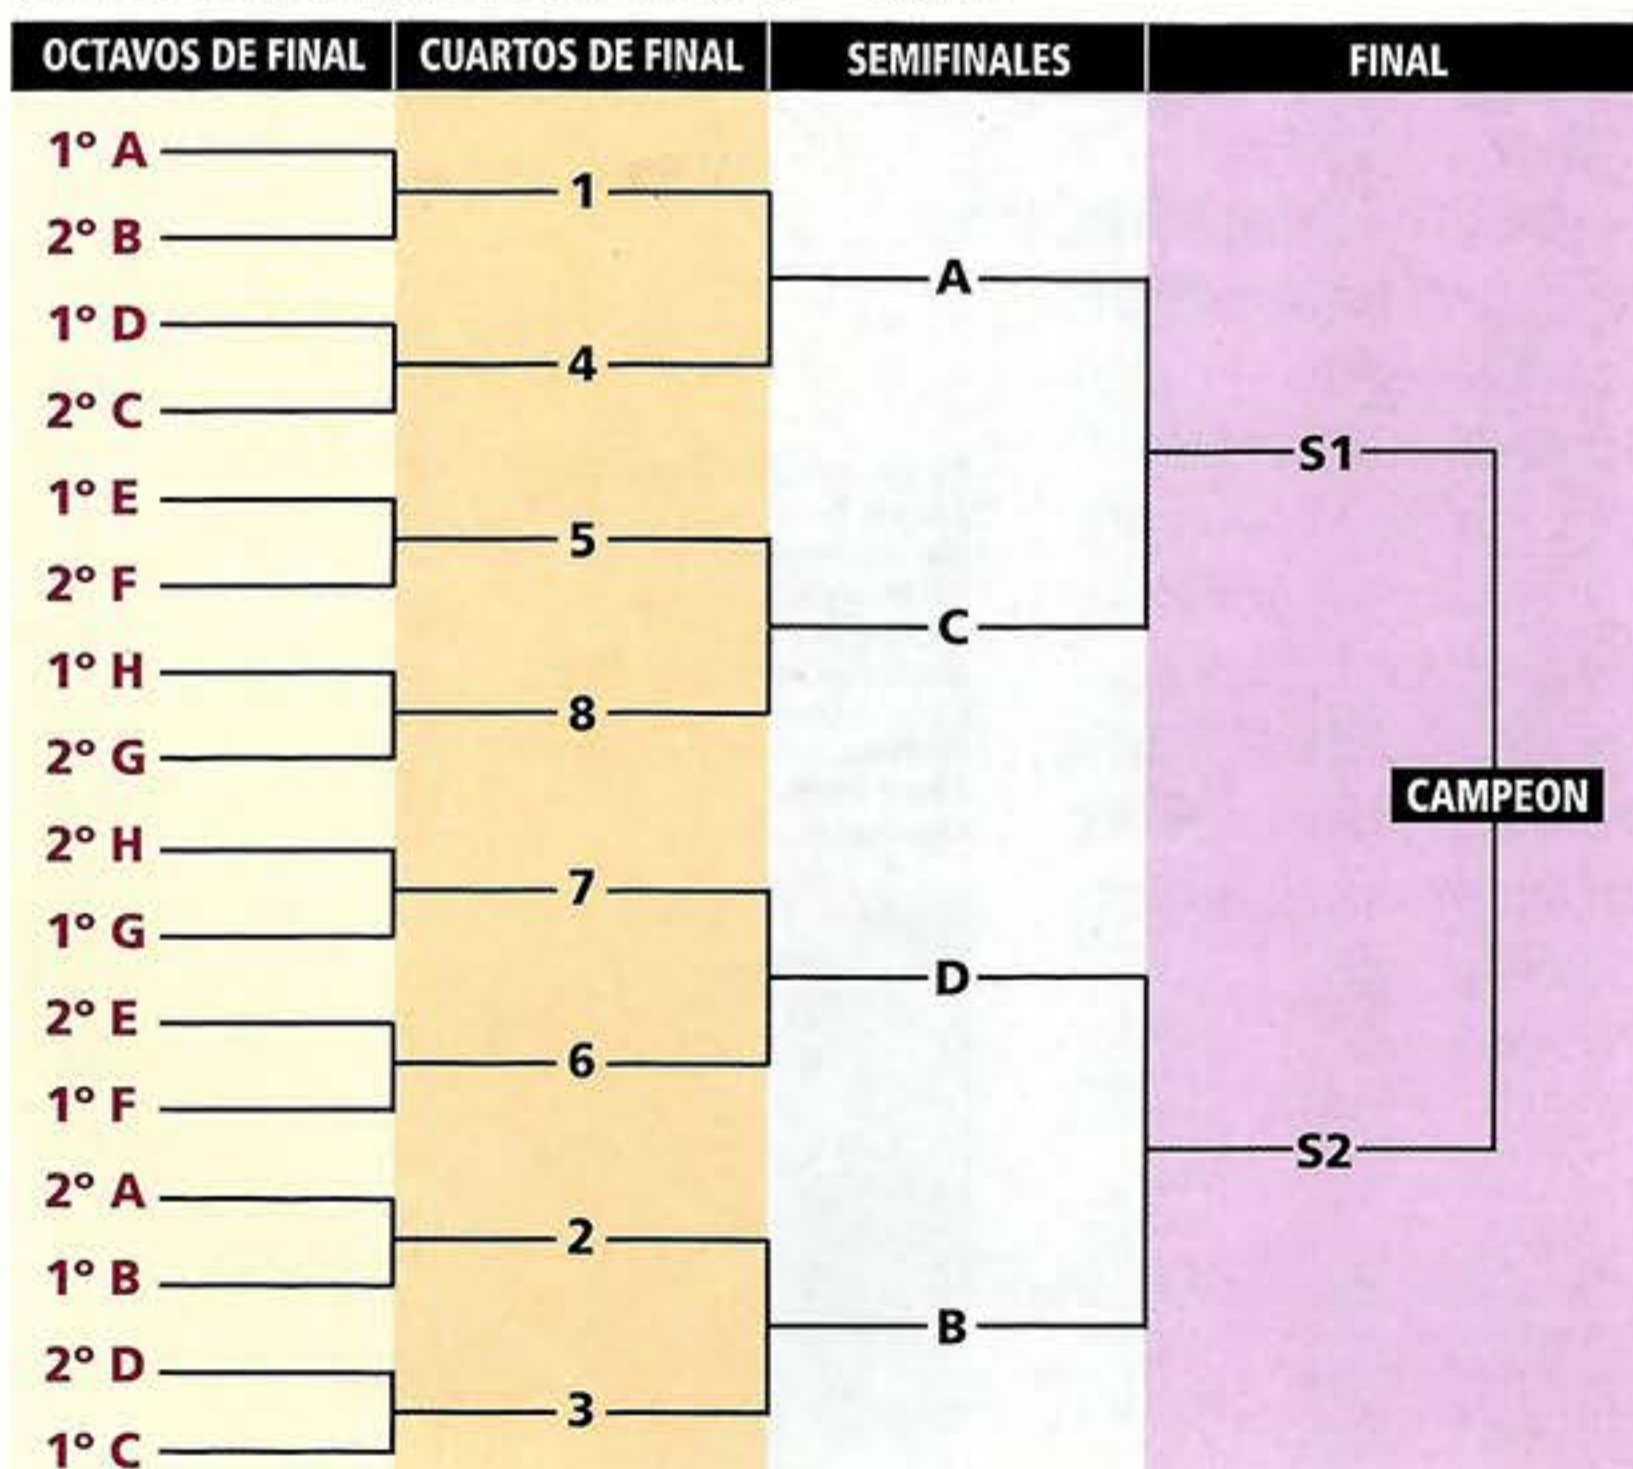 OCTAVOS DE FINAL CUARTOS DE FINAL SEMIFINALES FINAL
1° A
1
2° B
A
1° D
4
2° C
S1
1° E
5
2° F
C
1° H
8
2° G
CAMPEON
2° H
7
1° G
D
2° E
6
1° F
S2
2° A
2
1° B
B
2° D
3
1° C